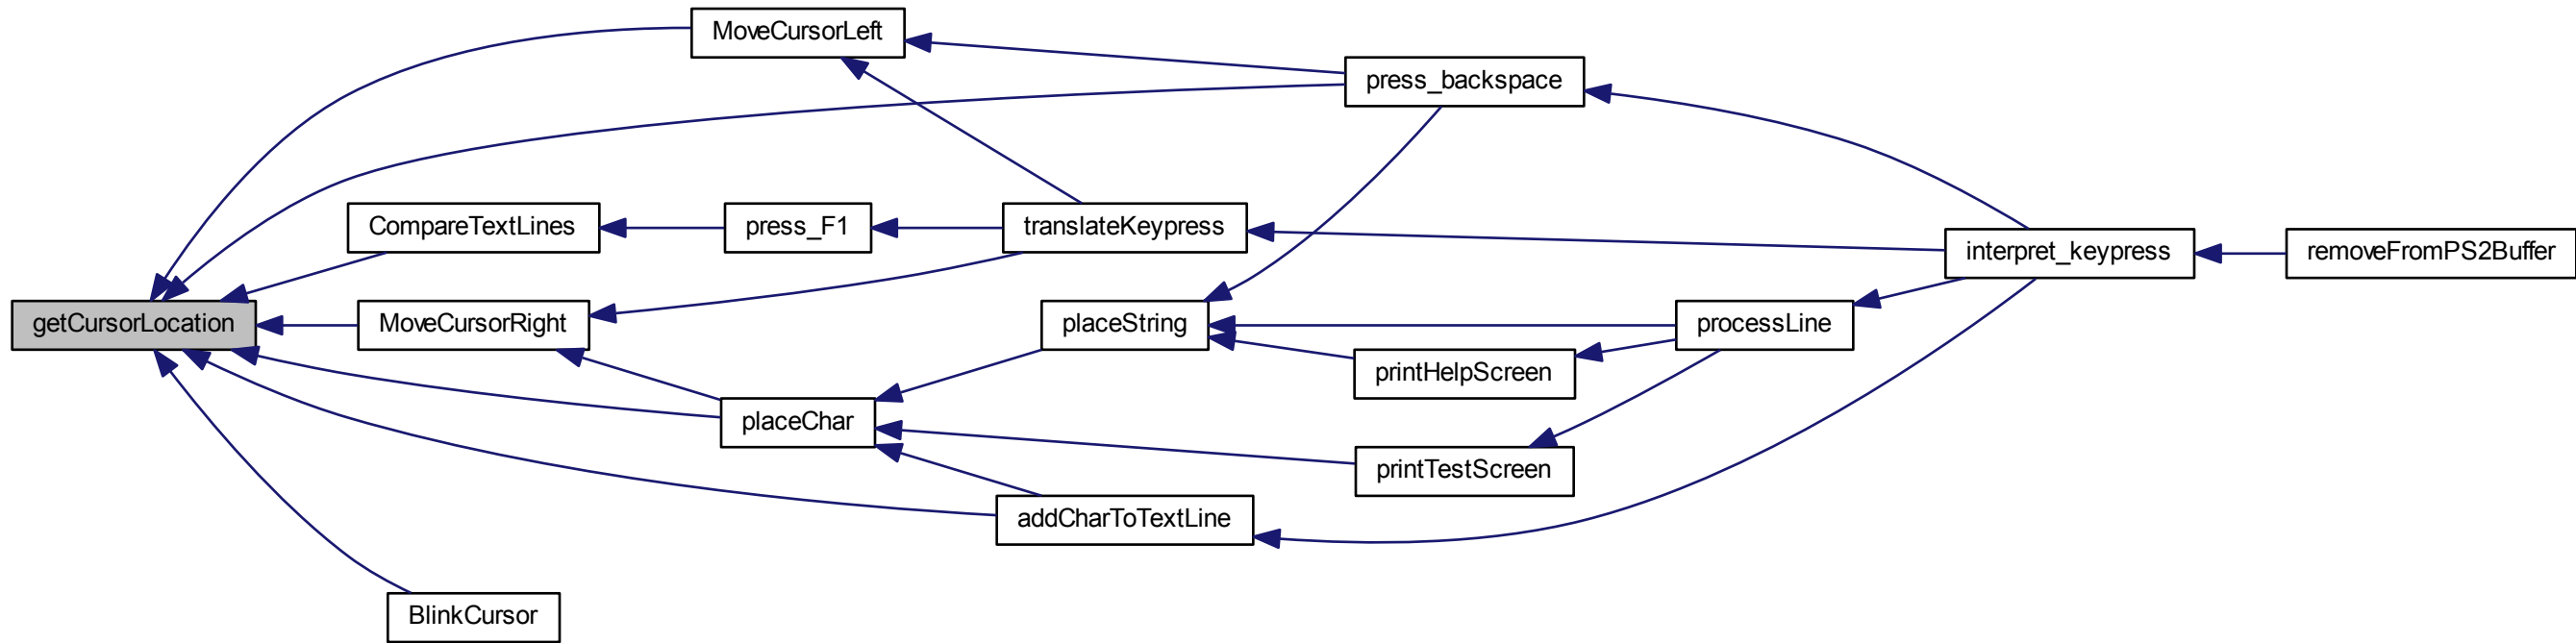 MoveCursorLeft
press_backspace
CompareTextLines
press_F1
translateKeypress
interpret_keypress
removeFromPS2Buffer
getCursorLocation
MoveCursorRight
placeString
processLine
printHelpScreen
placeChar
printTestScreen
addCharToTextLine
BlinkCursor